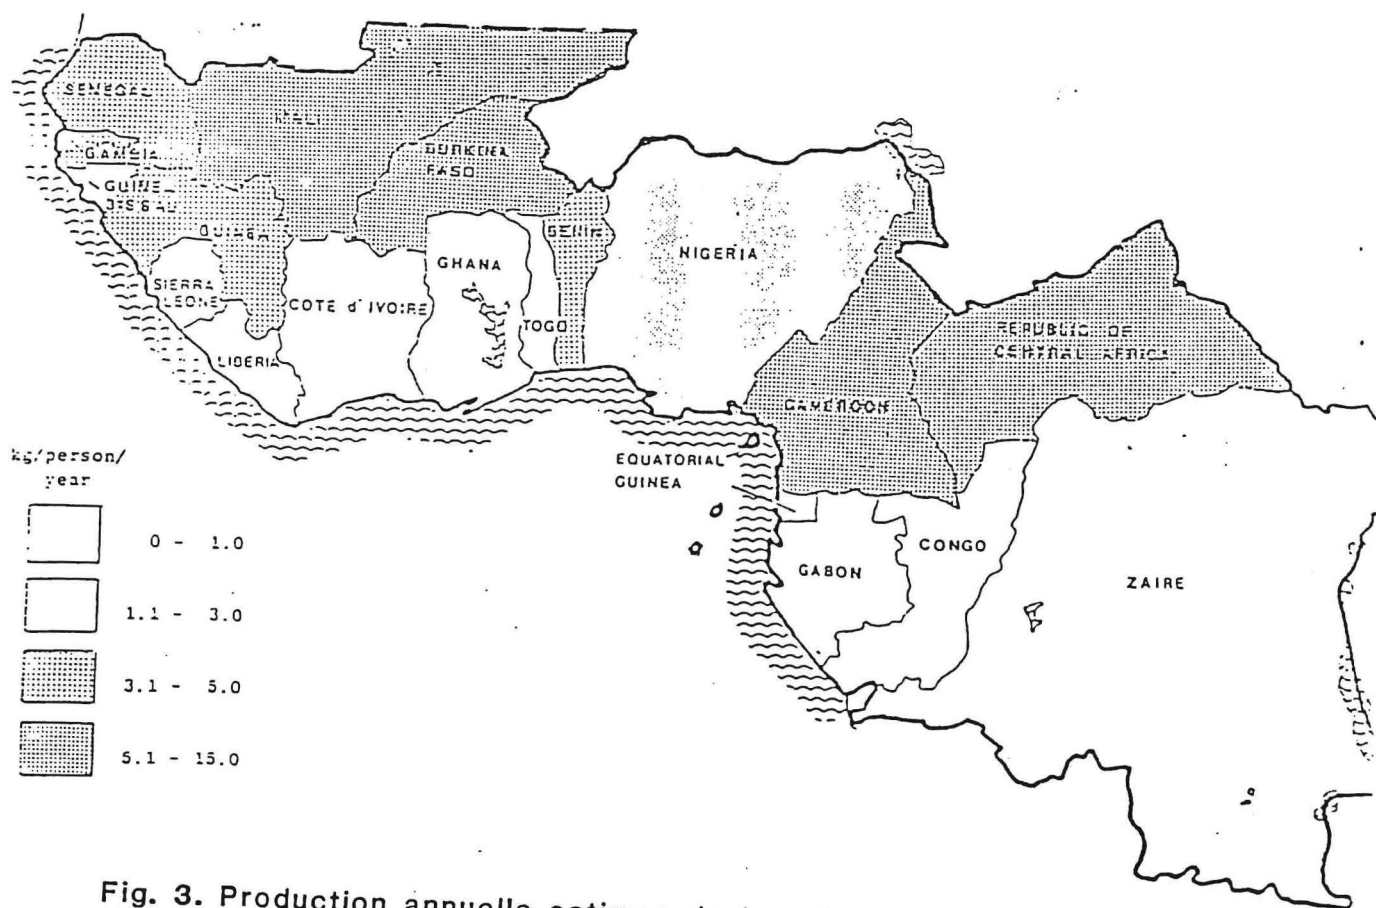 SENEGAL
MALI
GAMBIA
BURKINA
FASO
GUINE
BISSAU
GUINEA
BENIN
NIGERIA
GHANA
SIERRA
LEONE
COTE d' IVOIRE
TOGO
LIBERIA
REPUBLIC OF
CENTRAL AFRICA
CAMEROON
EQUATORIAL
GUINEA
GABON
CONGO
ZAIRE
kg/person/
year
0 - 1.0
1.1 - 3.0
3.1 - 5.0
5.1 - 15.0
Fig. 3. Production annuelle estimee